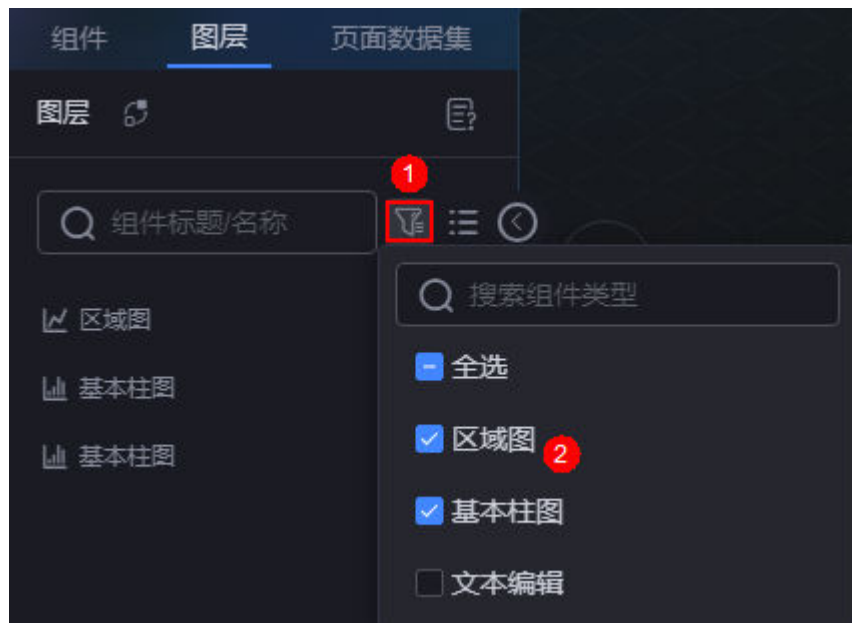 组件 图层 页面数据集
图层
1
组件标题/名称
搜索组件类型
区域图
全选
基本柱图
区域图 2
基本柱图
基本柱图
文本编辑